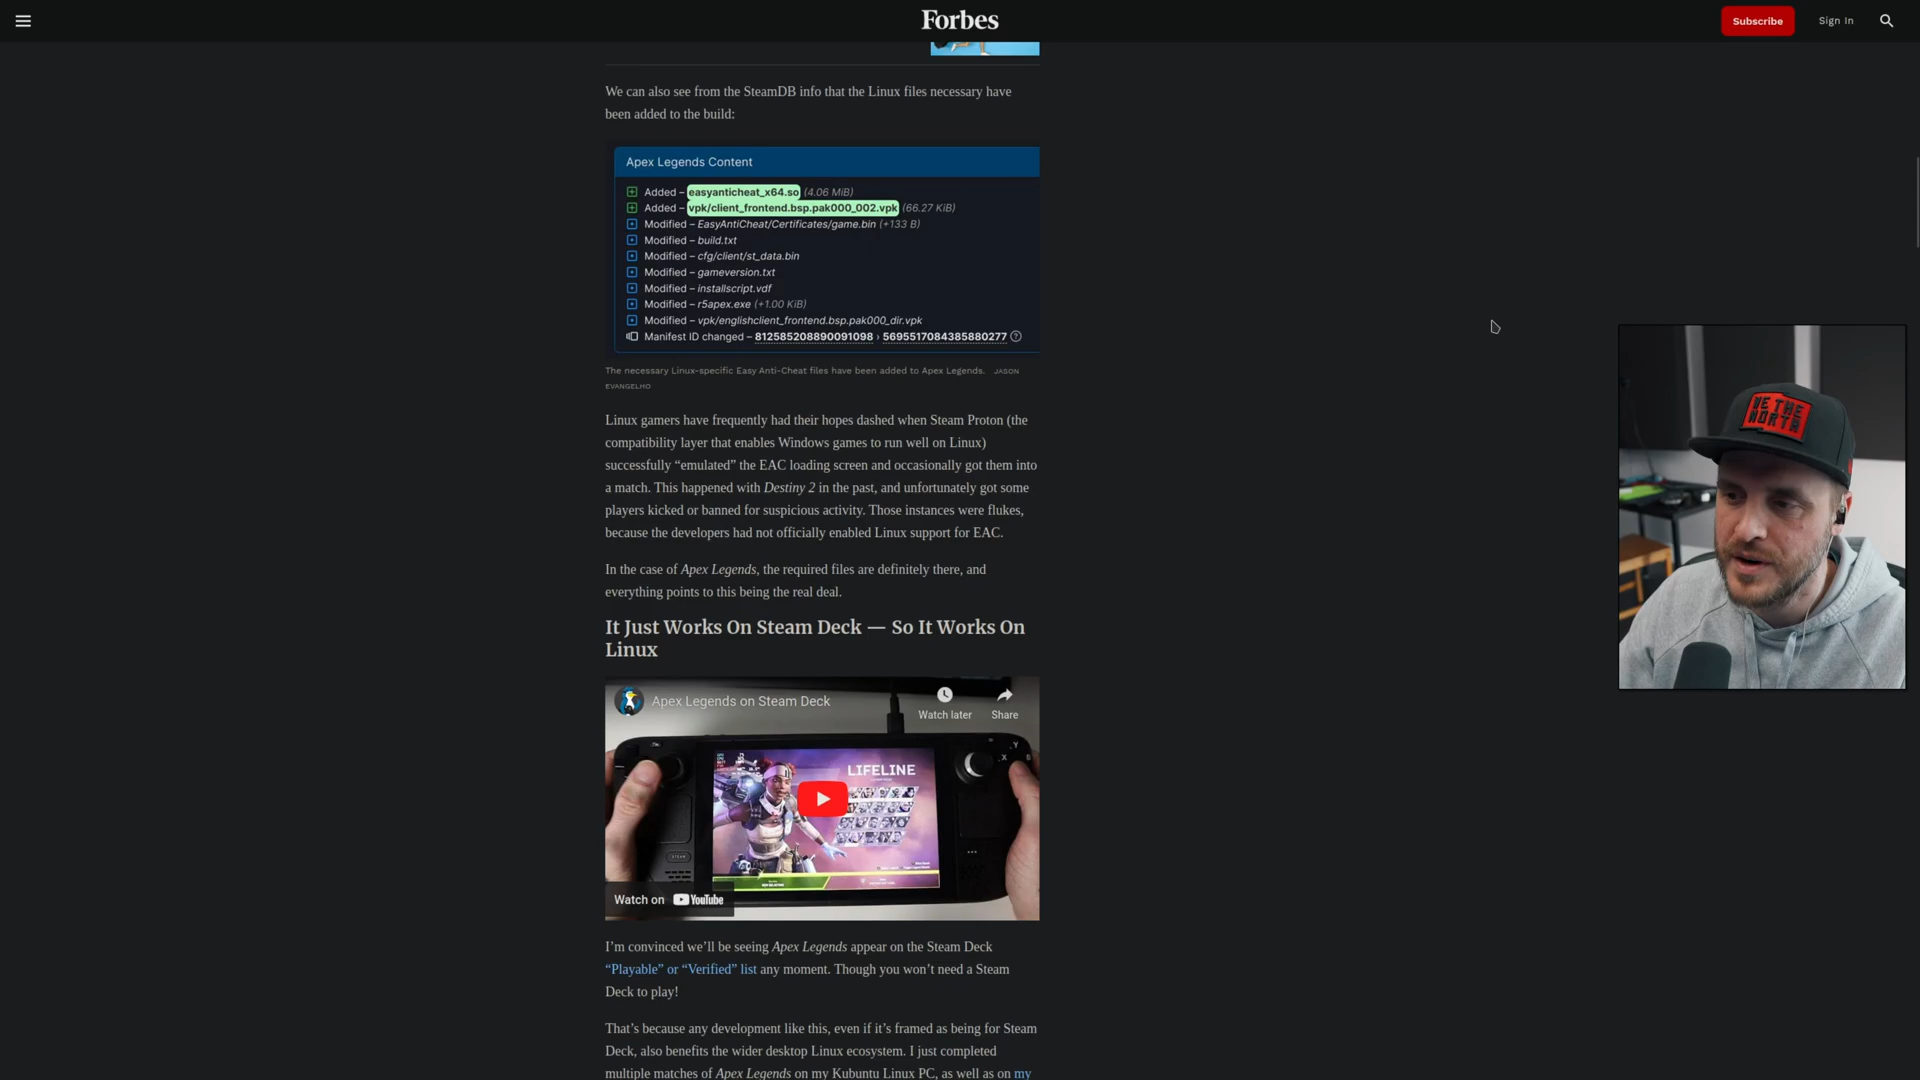 Forbes
Subscribe
Sign In
We can also see from the SteamDB info that the Linux files necessary have
been added to the build:
Apex Legends Content
Added – easyanticheat_x64.so (4.06 MiB)
Added – vpk/client_frontend.bsp.pak000_002.vpk (66.27 KiB)
Modified – EasyAntiCheat/Certificates/game.bin (+133 B)
Modified – build.txt
Modified – cfg/client/st_data.bin
Modified – gameversion.txt
Modified – installscript.vdf
Modified – r5apex.exe (+1.00 KiB)
Modified – vpk/englishclient_frontend.bsp.pak000_dir.vpk
Manifest ID changed – 812585208890091098 › 5695517084385880277
The necessary Linux-specific Easy Anti-Cheat files have been added to Apex Legends. JASON
EVANGELHO
Linux gamers have frequently had their hopes dashed when Steam Proton (the
compatibility layer that enables Windows games to run well on Linux)
successfully “emulated” the EAC loading screen and occasionally got them into
a match. This happened with Destiny 2 in the past, and unfortunately got some
players kicked or banned for suspicious activity. Those instances were flukes,
because the developers had not officially enabled Linux support for EAC.
In the case of Apex Legends, the required files are definitely there, and
everything points to this being the real deal.
It Just Works On Steam Deck — So It Works On
Linux
Apex Legends on Steam Deck
Watch later
Share
LIFELINE
STEAM
Watch on YouTube
I’m convinced we’ll be seeing Apex Legends appear on the Steam Deck
“Playable” or “Verified” list any moment. Though you won’t need a Steam
Deck to play!
That’s because any development like this, even if it’s framed as being for Steam
Deck, also benefits the wider desktop Linux ecosystem. I just completed
multiple matches of Apex Legends on my Kubuntu Linux PC, as well as on my
WE THE
NORTH